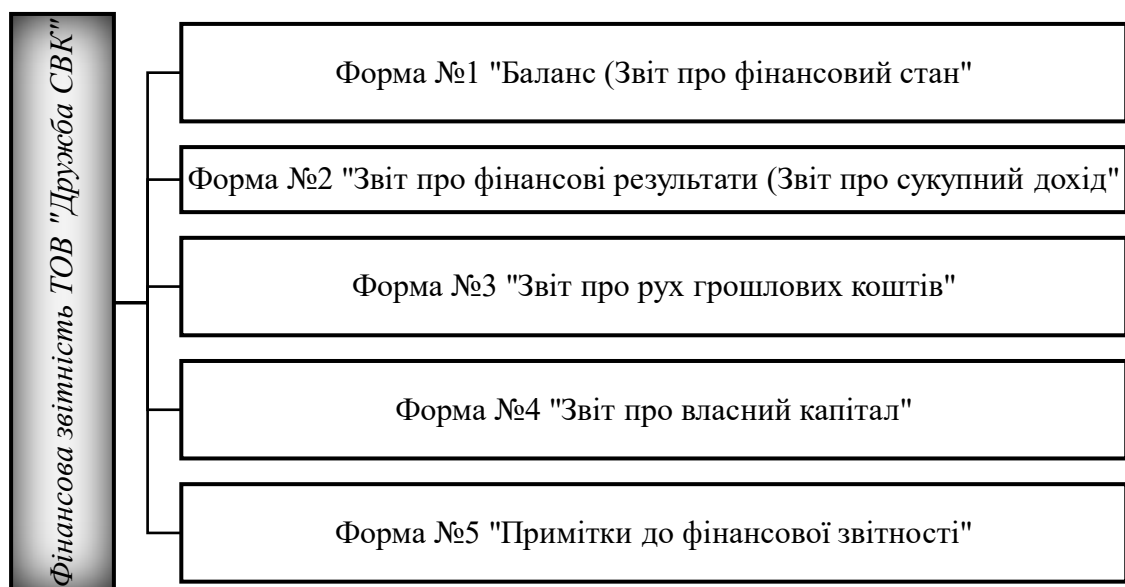 Фінансова звітність ТОВ "Дружба СВК"
Форма №1 "Баланс (Звіт про фінансовий стан"
Форма №2 "Звіт про фінансові результати (Звіт про сукупний дохід"
Форма №3 "Звіт про рух грошлових коштів"
Форма №4 "Звіт про власний капітал"
Форма №5 "Примітки до фінансової звітності"